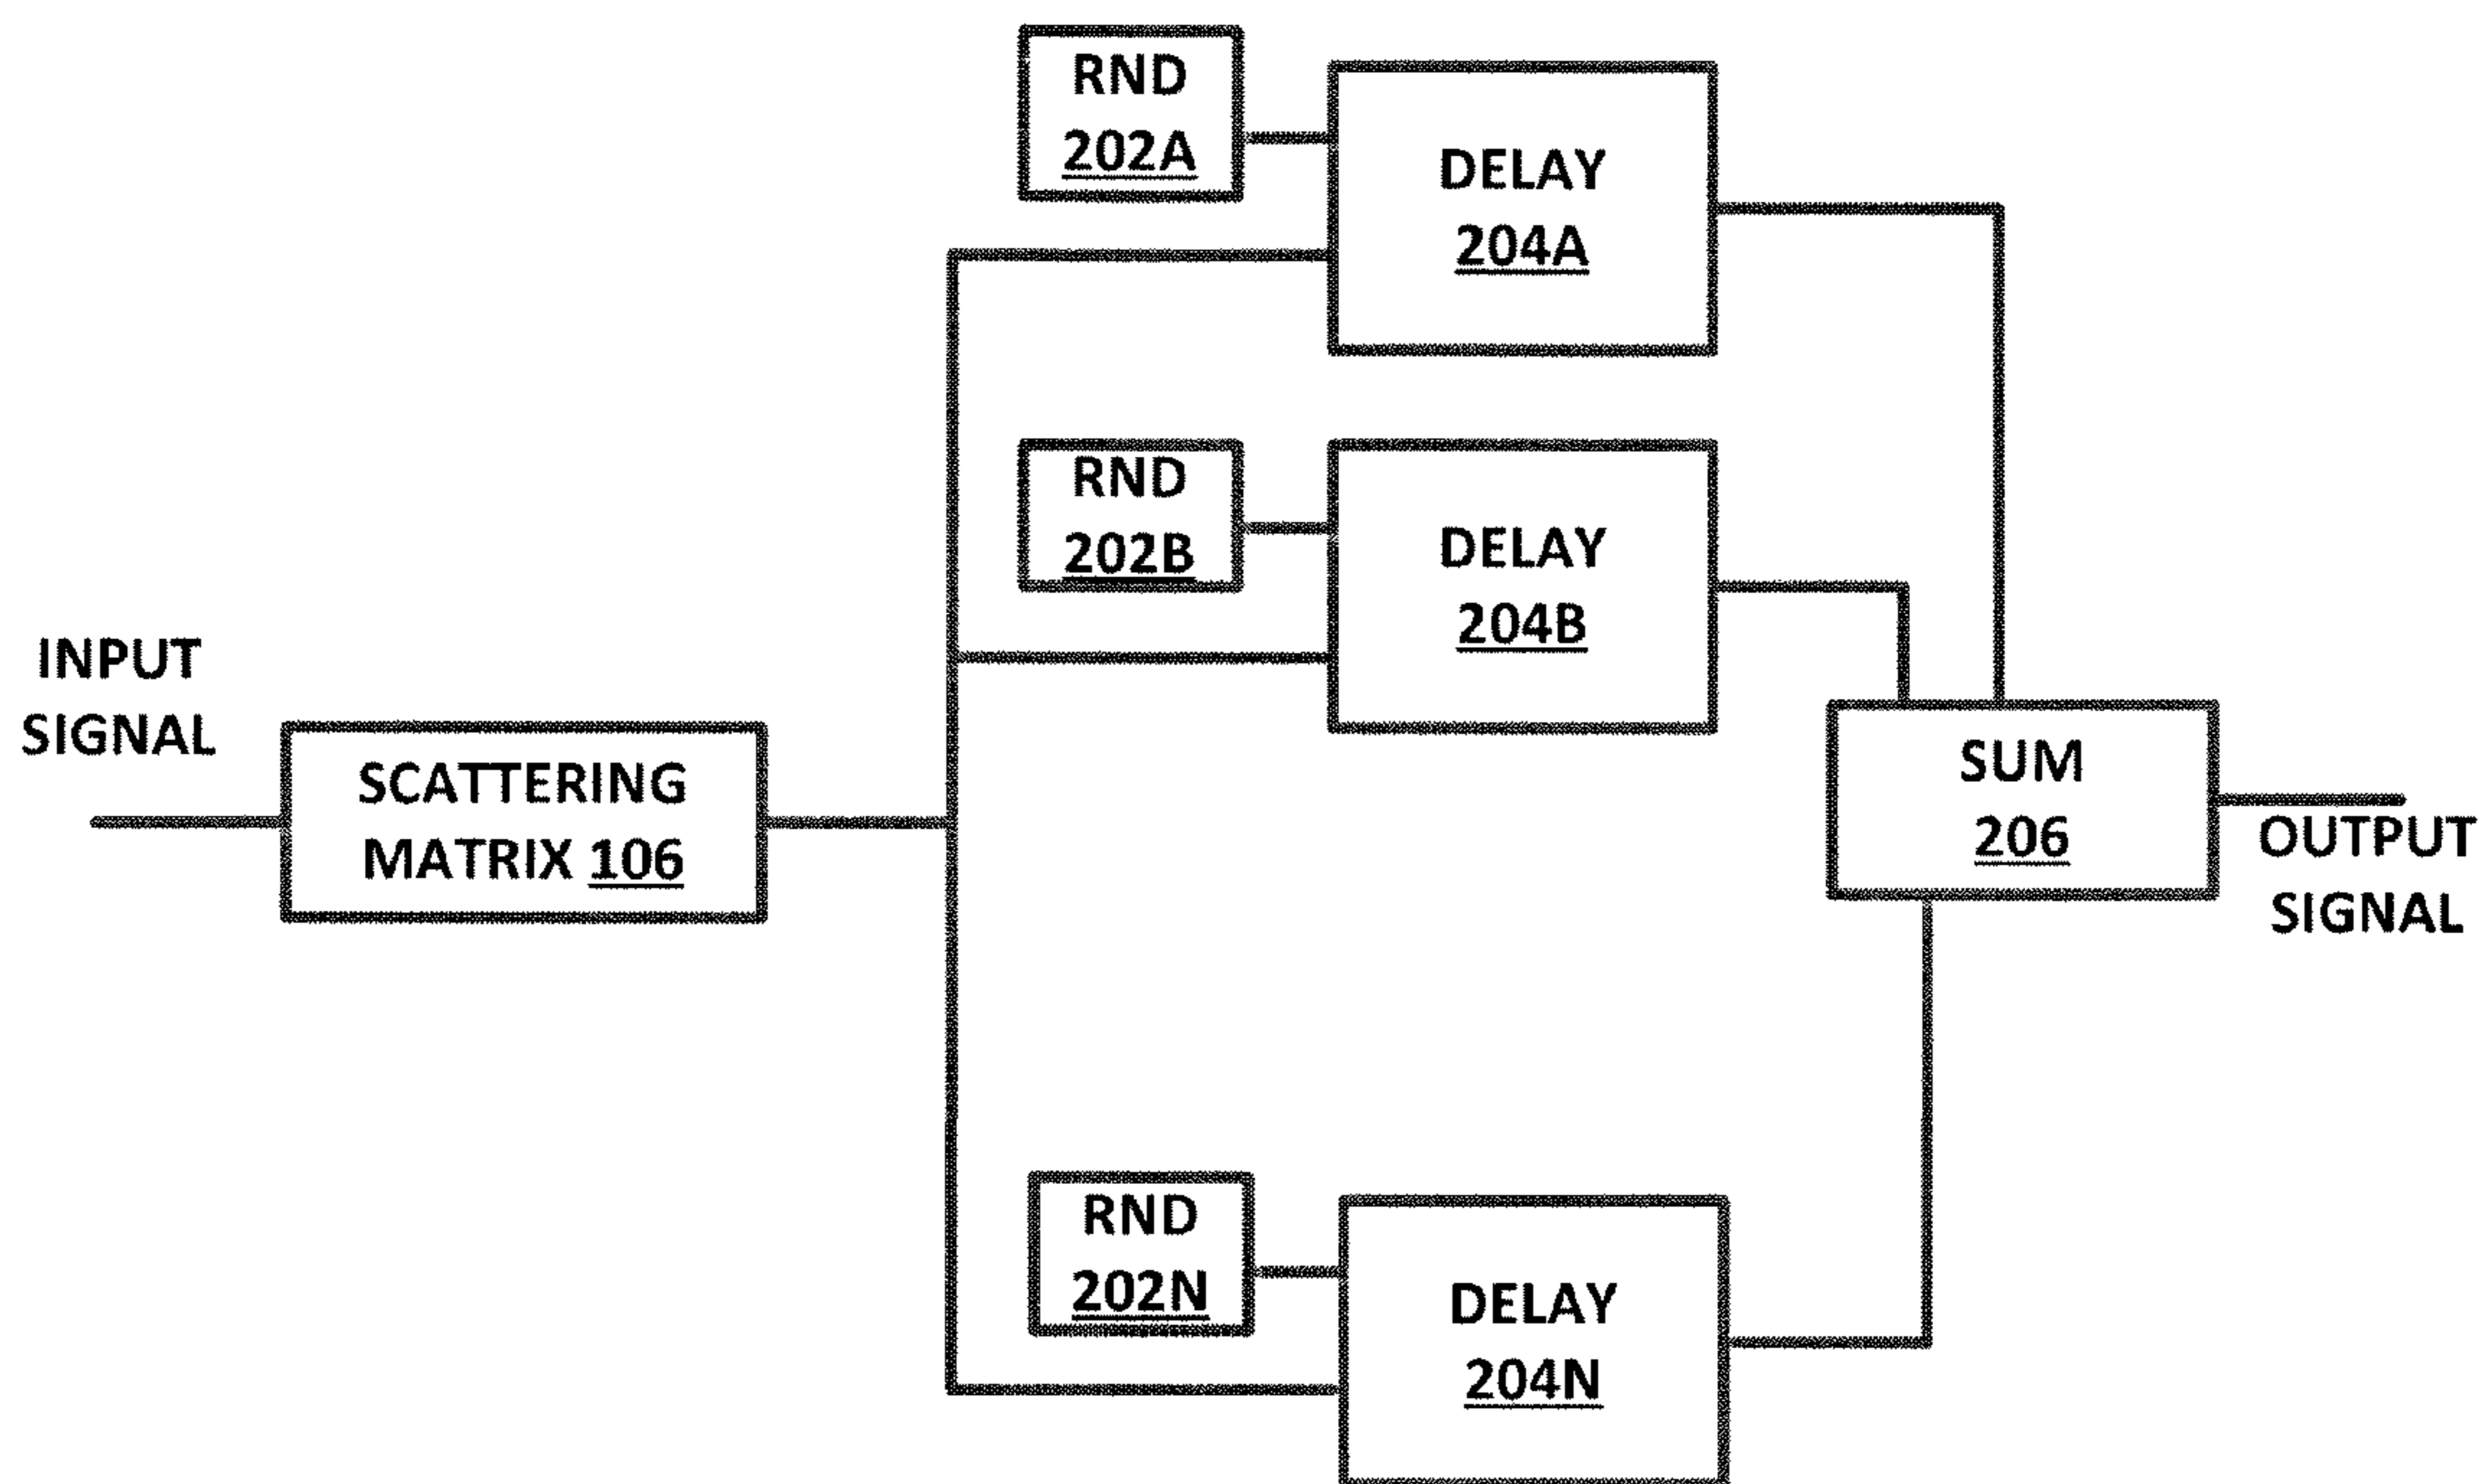 RND
202A
DELAY
204A
RND
202B
DELAY
204B
INPUT
SIGNAL
SCATTERING
MATRIX 106
SUM
206
OUTPUT
SIGNAL
RND
202N
DELAY
204N